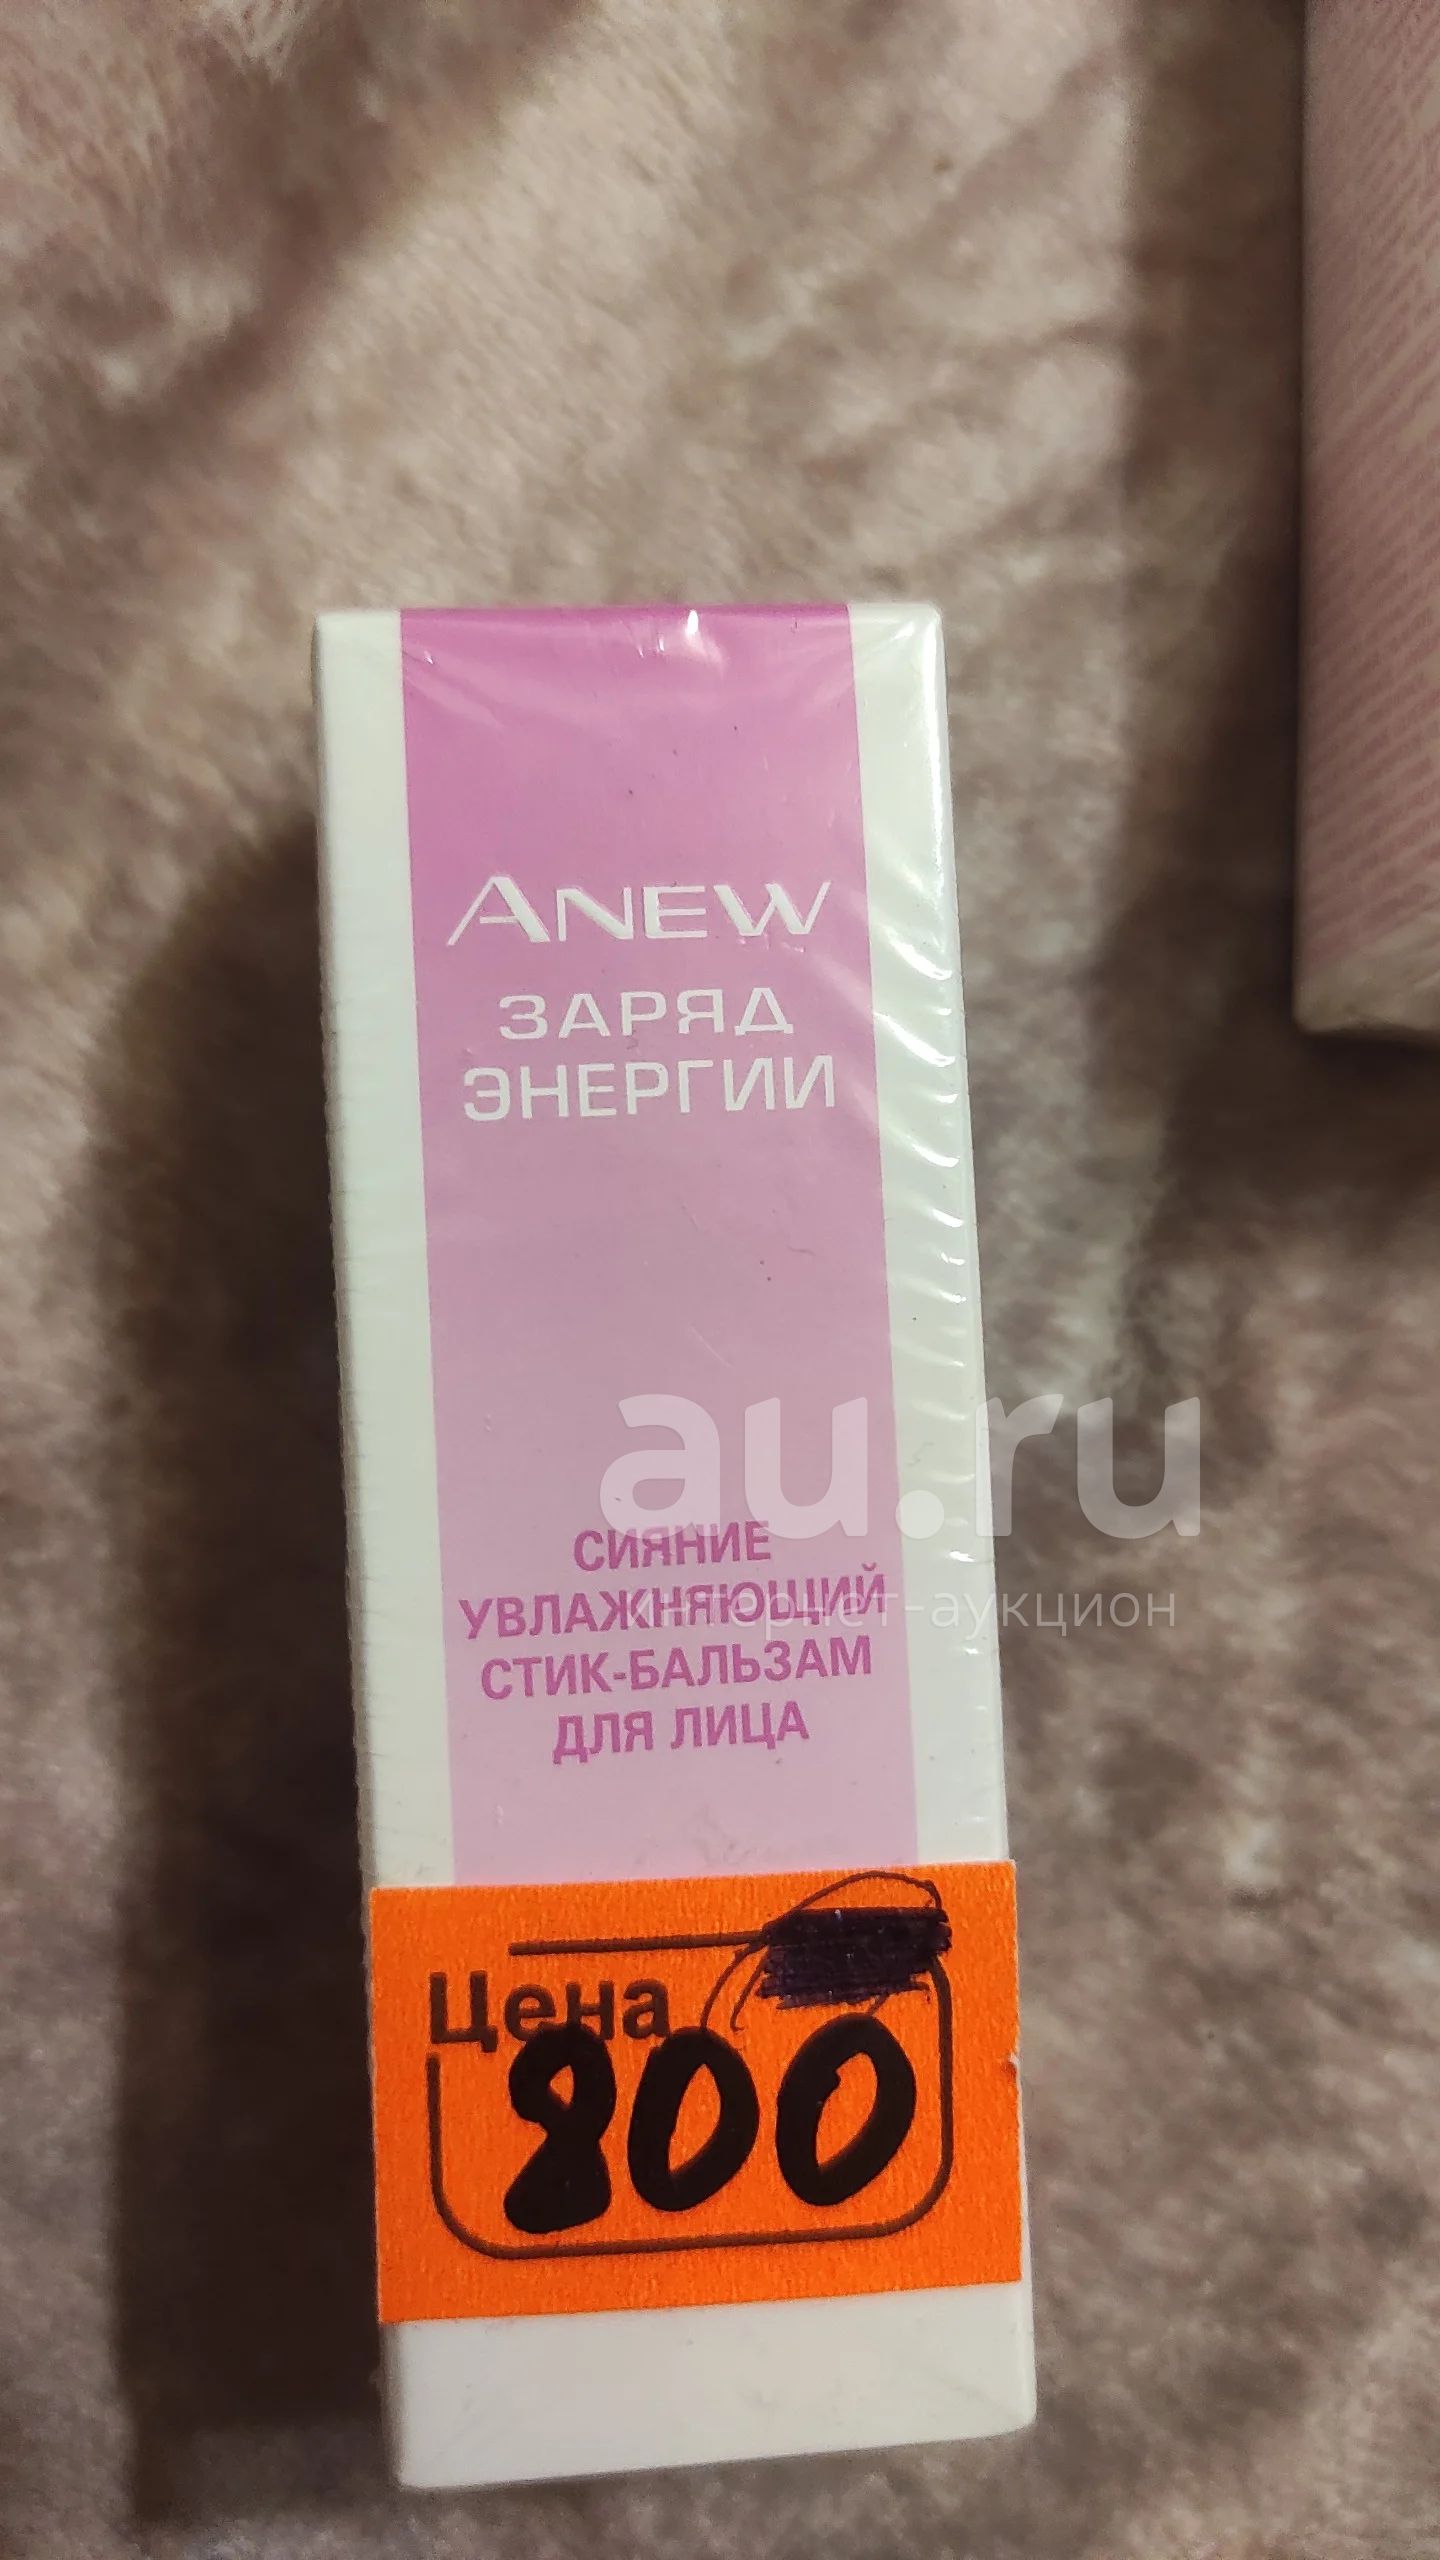 ANEW
ЗАРЯД
ЭНЕРГИИ
au.ru
интернет-аукцион
СИЯНИЕ
УВЛАЖНЯЮЩИЙ
СТИК-БАЛЬЗАМ
ДЛЯ ЛИЦА
Цена
800